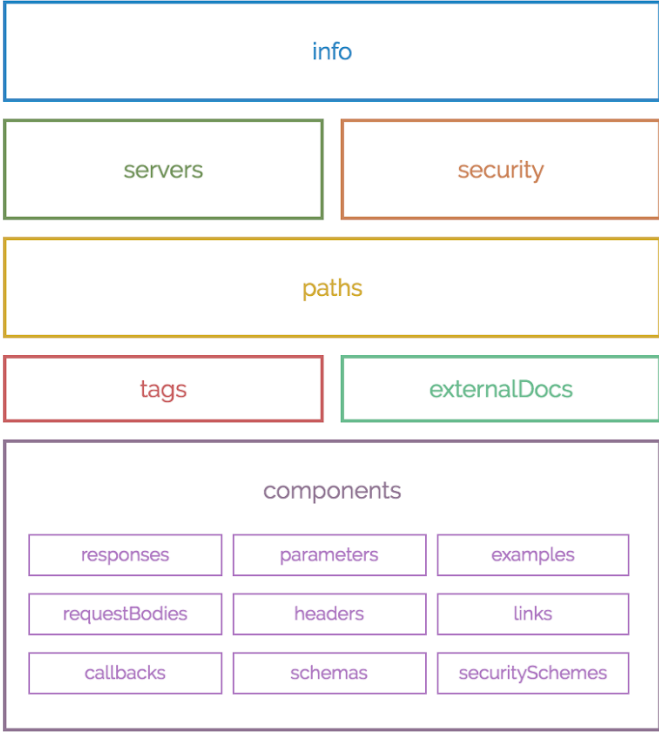 info
servers security
paths
tags externalDocs
components
responses parameters examples
requestBodies headers links
callbacks schemas securitySchemes